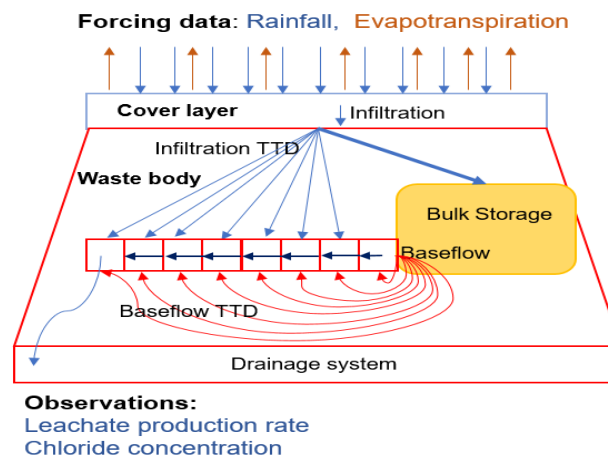 Forcing data: Rainfall, Evapotranspiration
Cover layer
Infiltration
Infiltration TTD
Waste body
Bulk Storage
Baseflow
Baseflow TTD
Drainage system
Observations:
Leachate production rate
Chloride concentration